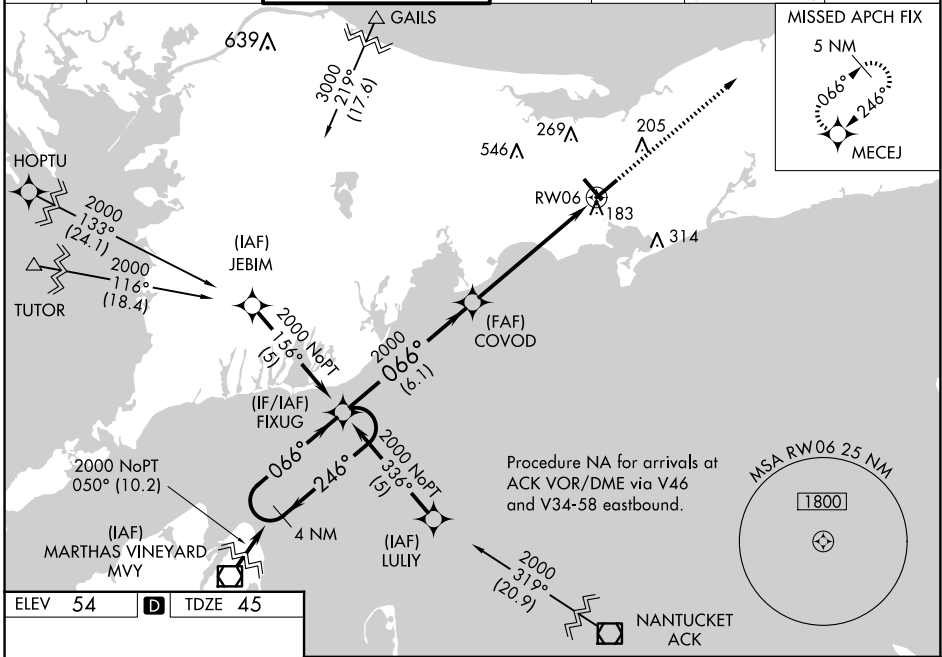 GAILS
639
3000
219°
(17.6)
MISSED APCH FIX
5 NM
066°
246°
MECEJ
546
269
205
HOPTU
2000
133°
(24.1)
RW06
183
314
2000
116°
(18.4)
TUTOR
(IAF)
JEBIM
2000 NoPT
156°
(5)
(FAF)
COVOD
2000
066°
(6.1)
(IF/IAF)
FIXUG
066°
246°
4 NM
2000 NoPT
336°
(5)
2000 NoPT
050° (10.2)
Procedure NA for arrivals at
ACK VOR/DME via V46
and V34-58 eastbound.
MSA RW06 25 NM
1800
(IAF)
MARTHAS VINEYARD
MVY
(IAF)
LULIY
2000
319°
(20.9)
NANTUCKET
ACK
ELEV 54 D TDZE 45